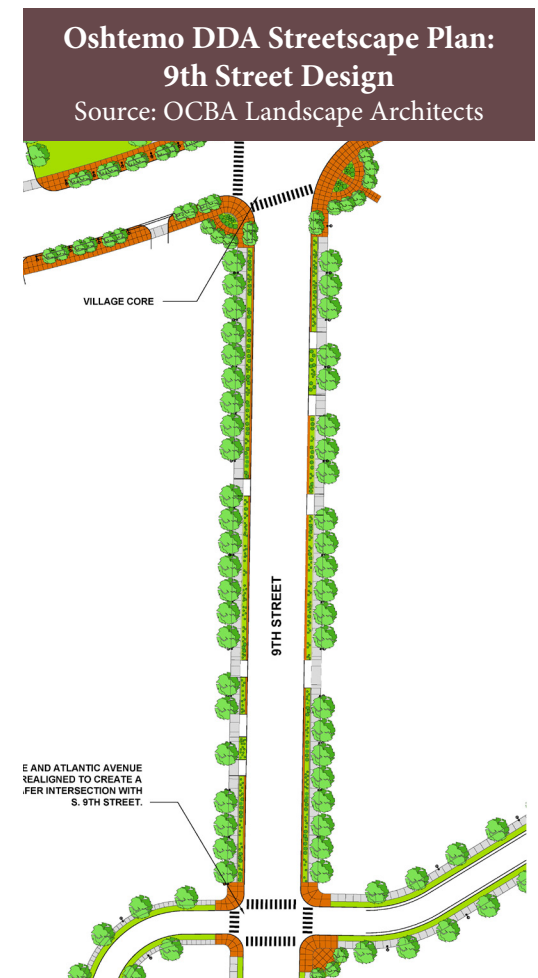 Oshtemo DDA Streetscape Plan:
9th Street Design
Source: OCBA Landscape Architects
VILLAGE CORE
9TH STREET
E AND ATLANTIC AVENUE
REALIGNED TO CREATE A
FER INTERSECTION WITH
S. 9TH STREET.